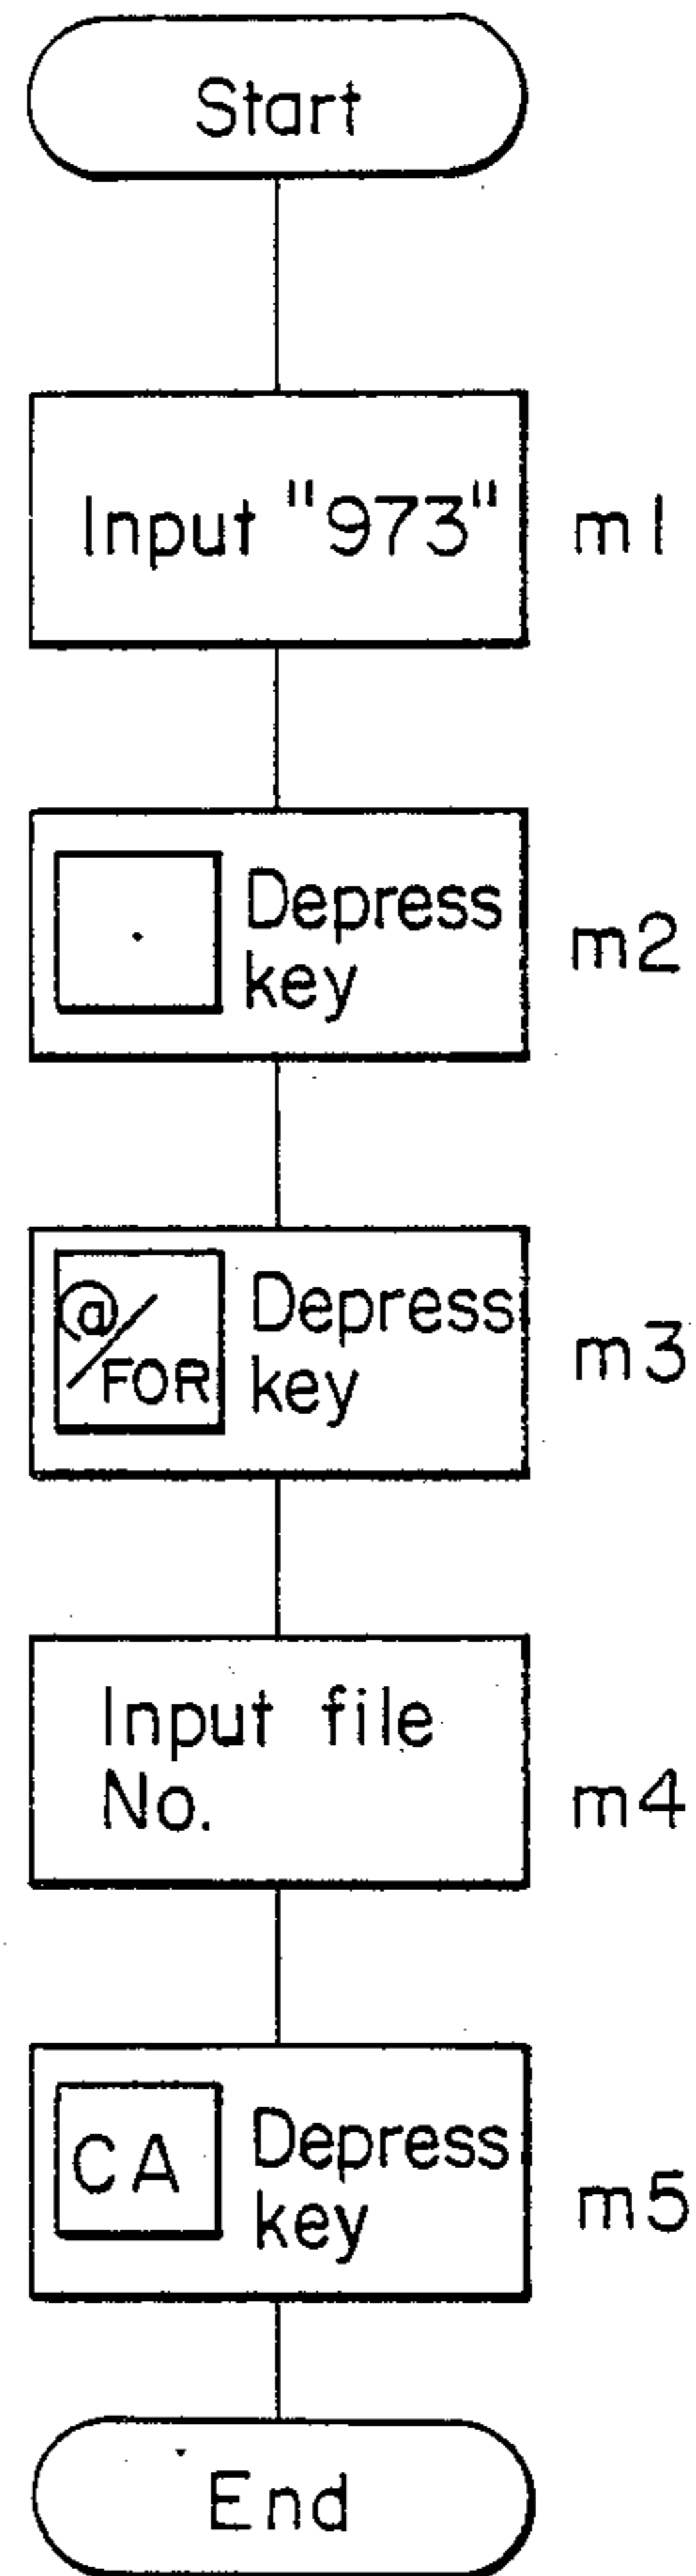 Start
Input "973" m1
. Depress
key
m2
@/FOR Depress
key
m3
Input file
No.
m4
CA Depress
key
m5
End